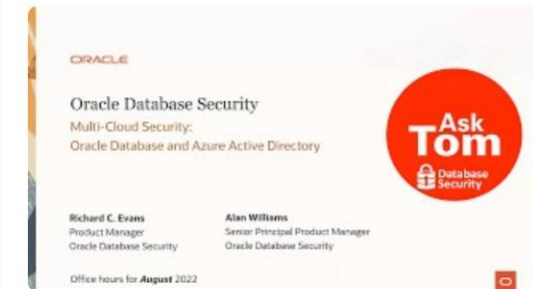 ORACLE
Oracle Database Security
Multi-Cloud Security:
Oracle Database and Azure Active Directory
Ask
Tom
Database
Security
Richard C. Evans
Product Manager
Oracle Database Security
Alan Williams
Senior Principal Product Manager
Oracle Database Security
Office hours for August 2022